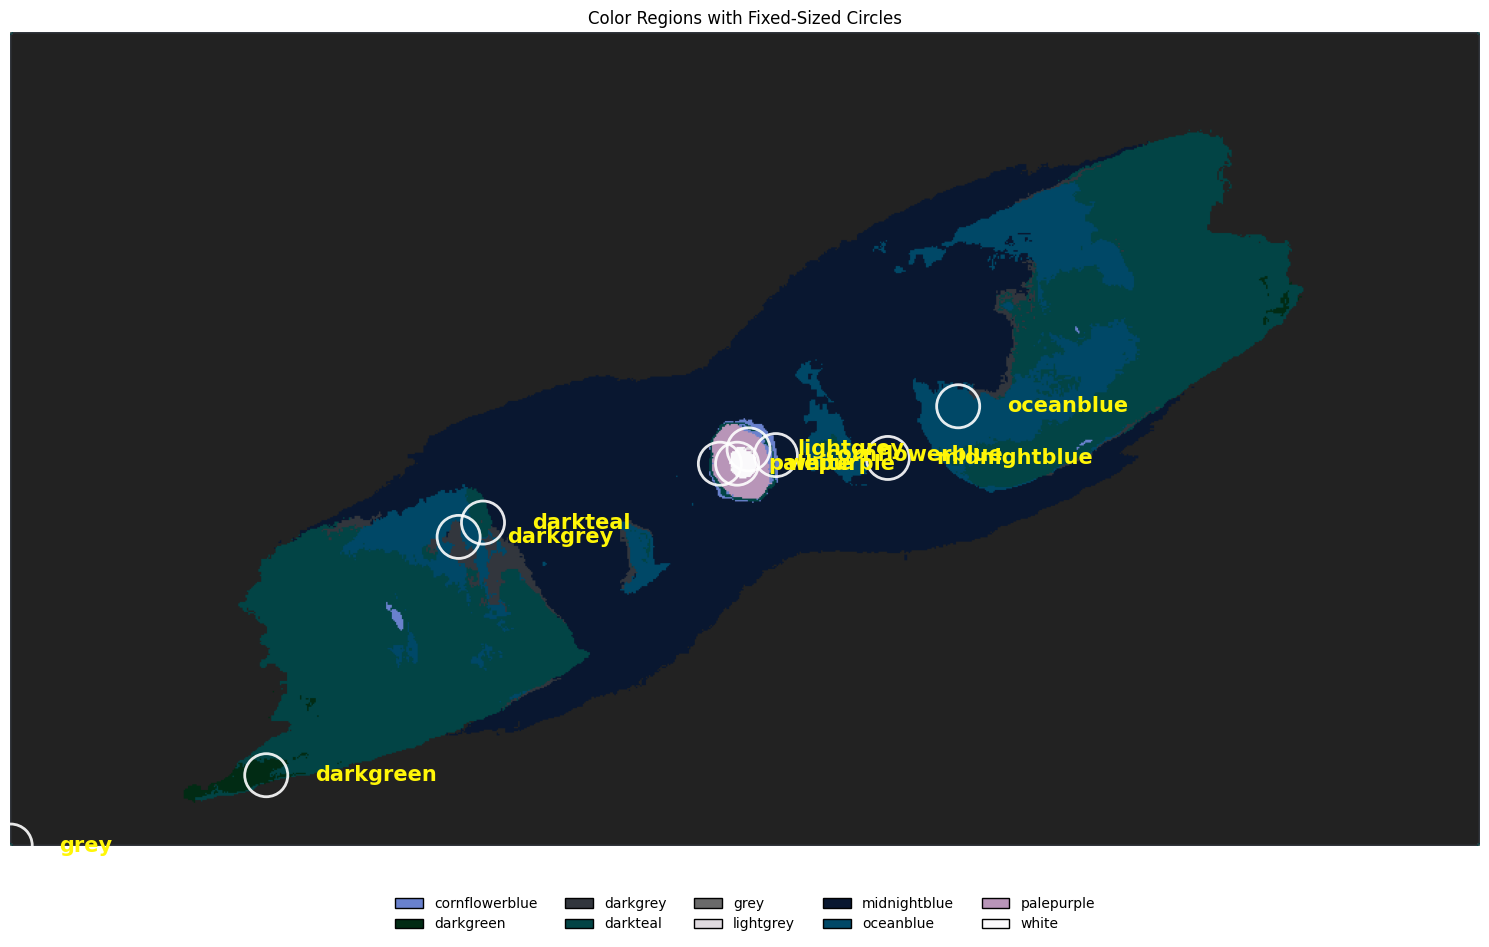 Color Regions with Fixed-Sized Circles
oceanblue
lightgrey
cornflowerblue
midnightblue
palepurple
white
darkteal
darkgrey
darkgreen
grey
cornflowerblue darkgrey grey midnightblue palepurple
darkgreen darkteal lightgrey oceanblue white